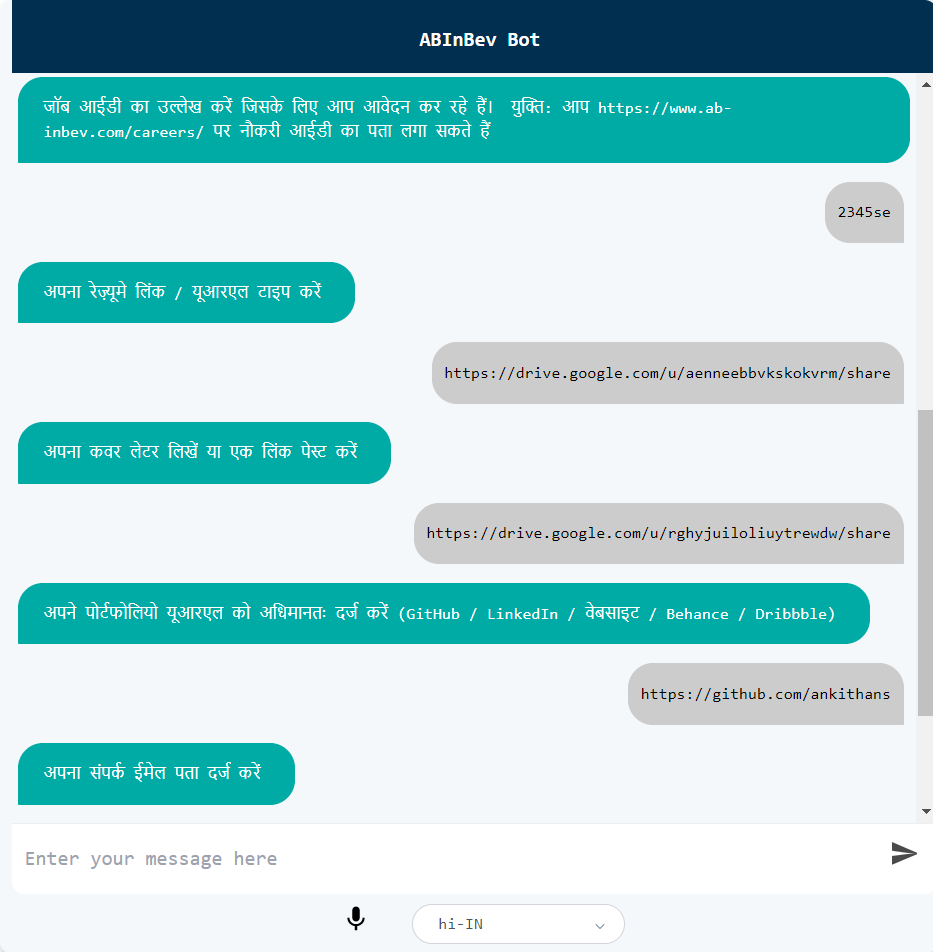 ABInBev Bot
जॉब आईडी का उल्लेख करें जिसके लिए आप आवेदन कर रहे हैं। युक्ति: आप https://www.ab-
inbev.com/careers/ पर नौकरी आईडी का पता लगा सकते हैं
2345se
अपना रेज़्यूमे लिंक / यूआरएल टाइप करें
https://drive.google.com/u/aenneebbvkskokvrm/share
अपना कवर लेटर लिखें या एक लिंक पेस्ट करें
https://drive.google.com/u/rghyjuiloliuytrewdw/share
अपने पोर्टफोलियो यूआरएल को अधिमानतः दर्ज करें (GitHub / LinkedIn / वेबसाइट / Behance / Dribbble)
https://github.com/ankithans
अपना संपर्क ईमेल पता दर्ज करें
Enter your message here
hi-IN